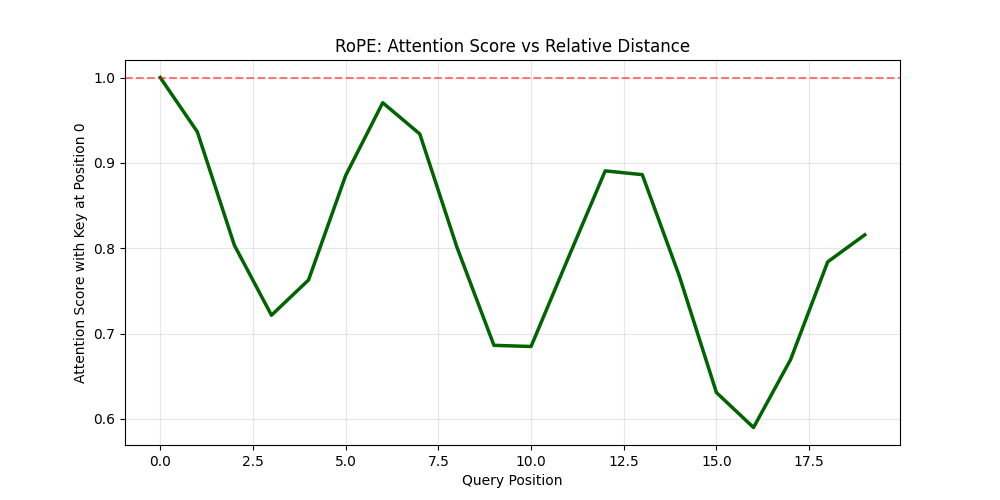 RoPE: Attention Score vs Relative Distance
1.0
0.9
0.8
0.7
0.6
Attention Score with Key at Position 0
0.0 2.5 5.0 7.5 10.0 12.5 15.0 17.5
Query Position